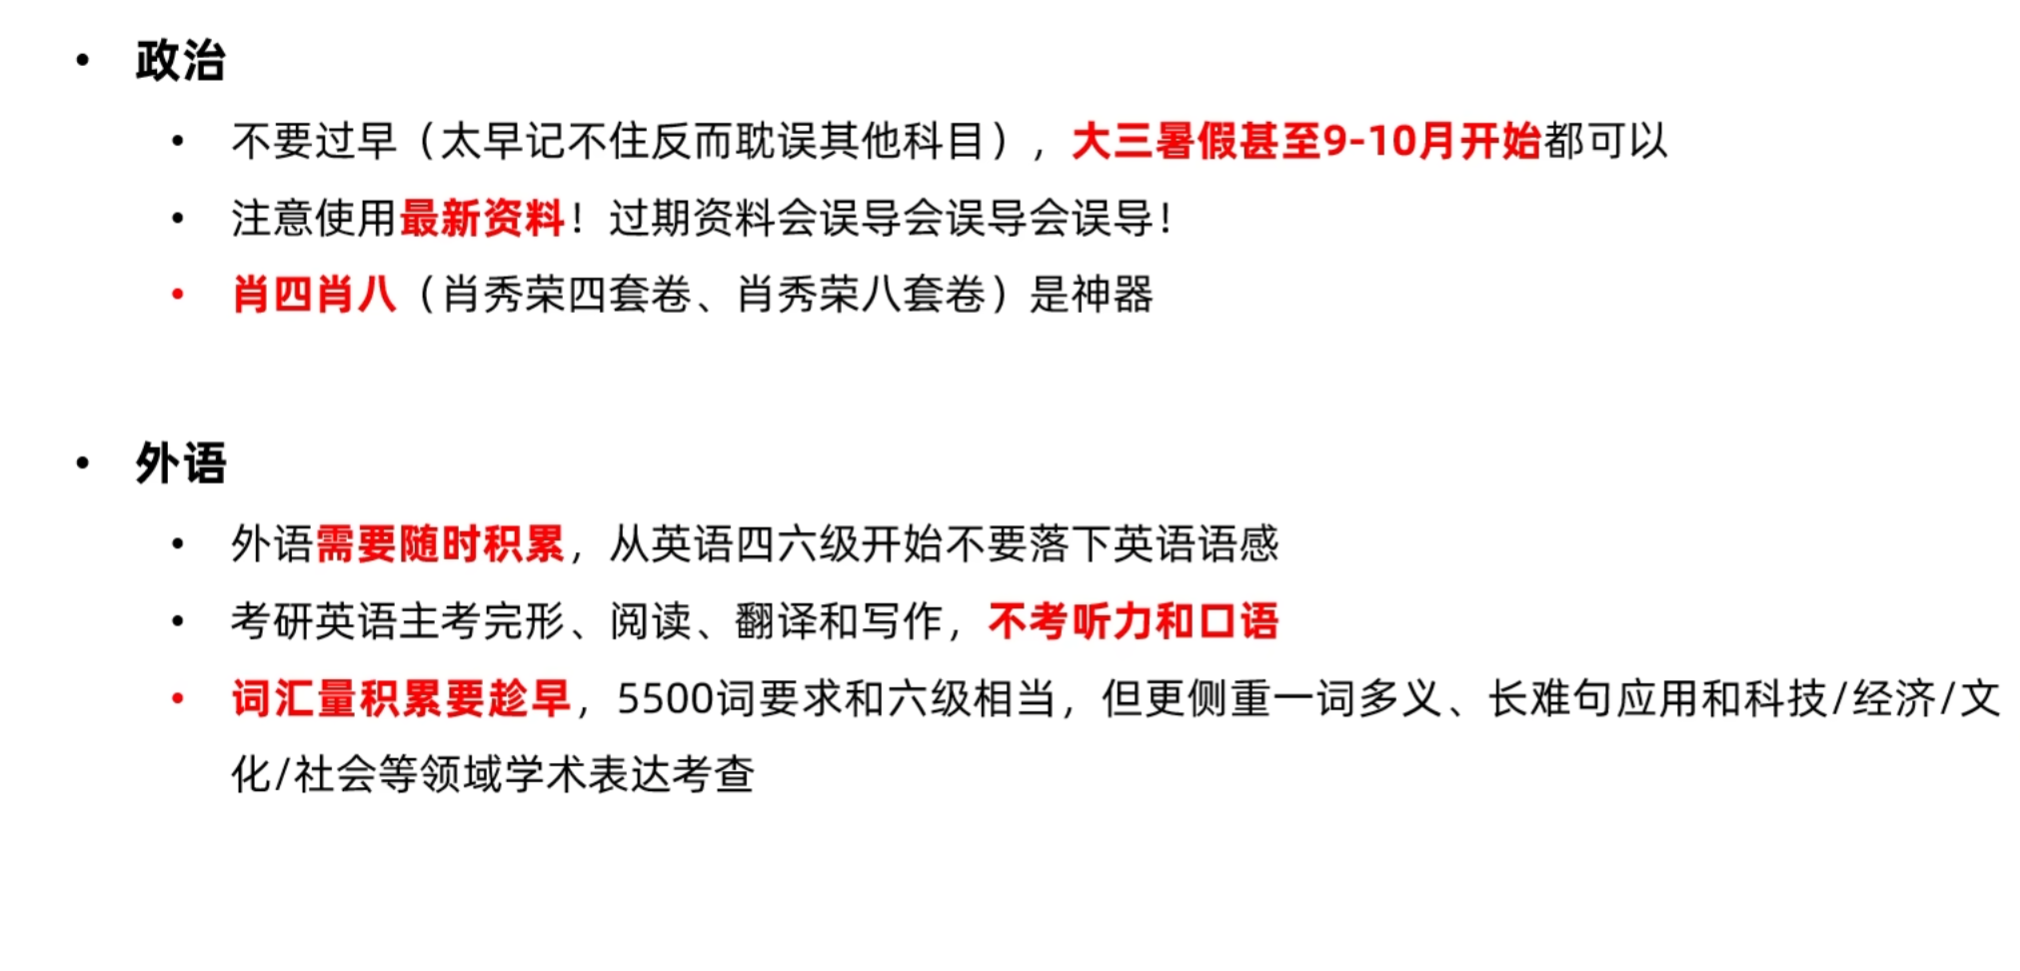 • 政治
• 不要过早（太早记不住反而耽误其他科目），大三暑假甚至9-10月开始都可以
• 注意使用最新资料！过期资料会误导会误导会误导！
• 肖四肖八（肖秀荣四套卷、肖秀荣八套卷）是神器
• 外语
• 外语需要随时积累，从英语四六级开始不要落下英语语感
• 考研英语主考完形、阅读、翻译和写作，不考听力和口语
• 词汇量积累要趁早，5500词要求和六级相当，但更侧重一词多义、长难句应用和科技/经济/文
化/社会等领域学术表达考查